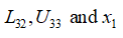 L₃₂, U₃₃ and x₁